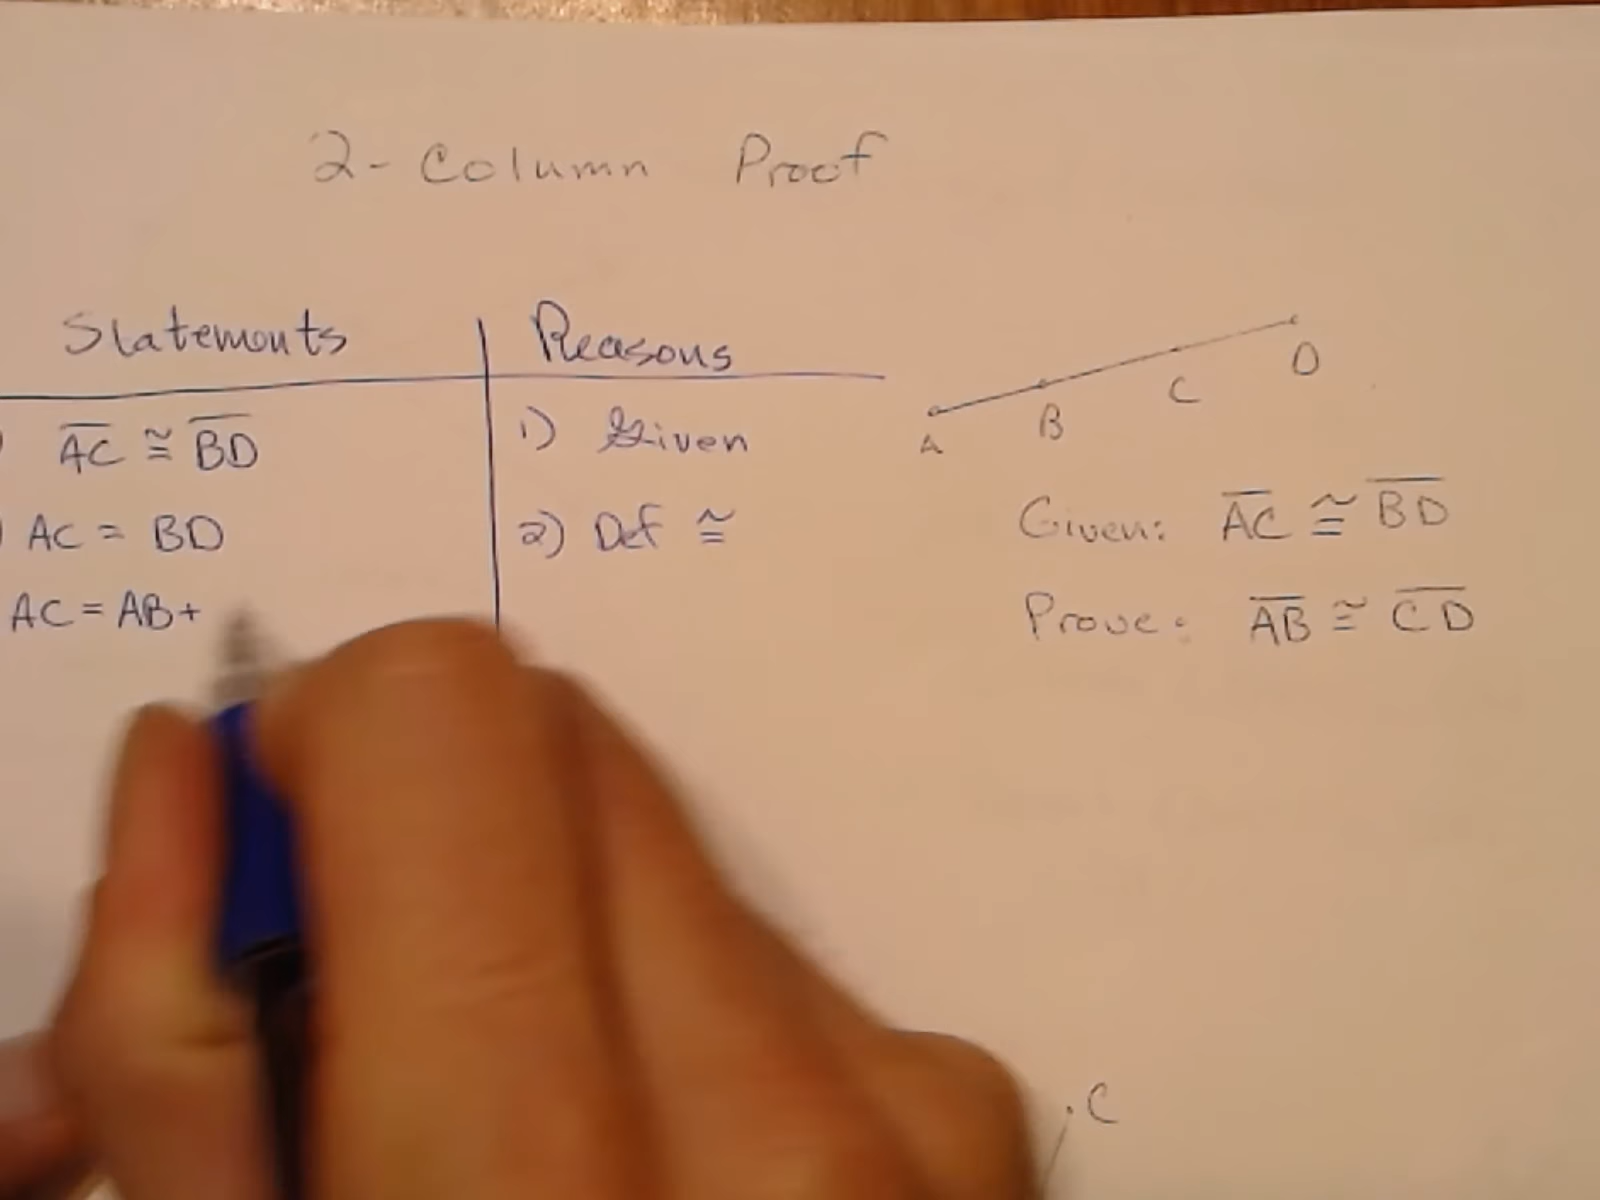 2-Column Proof
Statements
Reasons
) AC ≅ BD
1) Given
) AC = BD
2) Def ≅
AC = AB+
A
B
C
D
Given: AC ≅ BD
Prove: AB ≅ CD
C